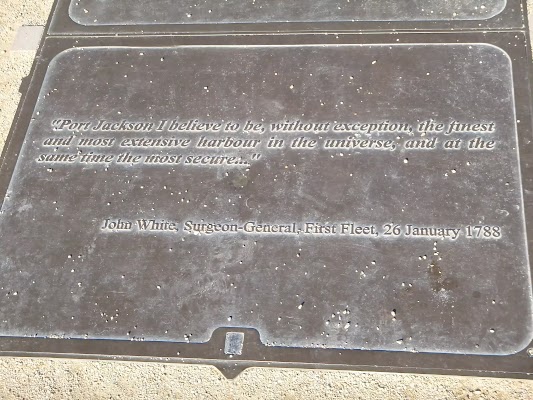 "Port Jackson I believe to be, without exception, the finest
and most extensive harbour in the universe, and at the
same time the most secure..."
John White, Surgeon-General, First Fleet, 26 January 1788